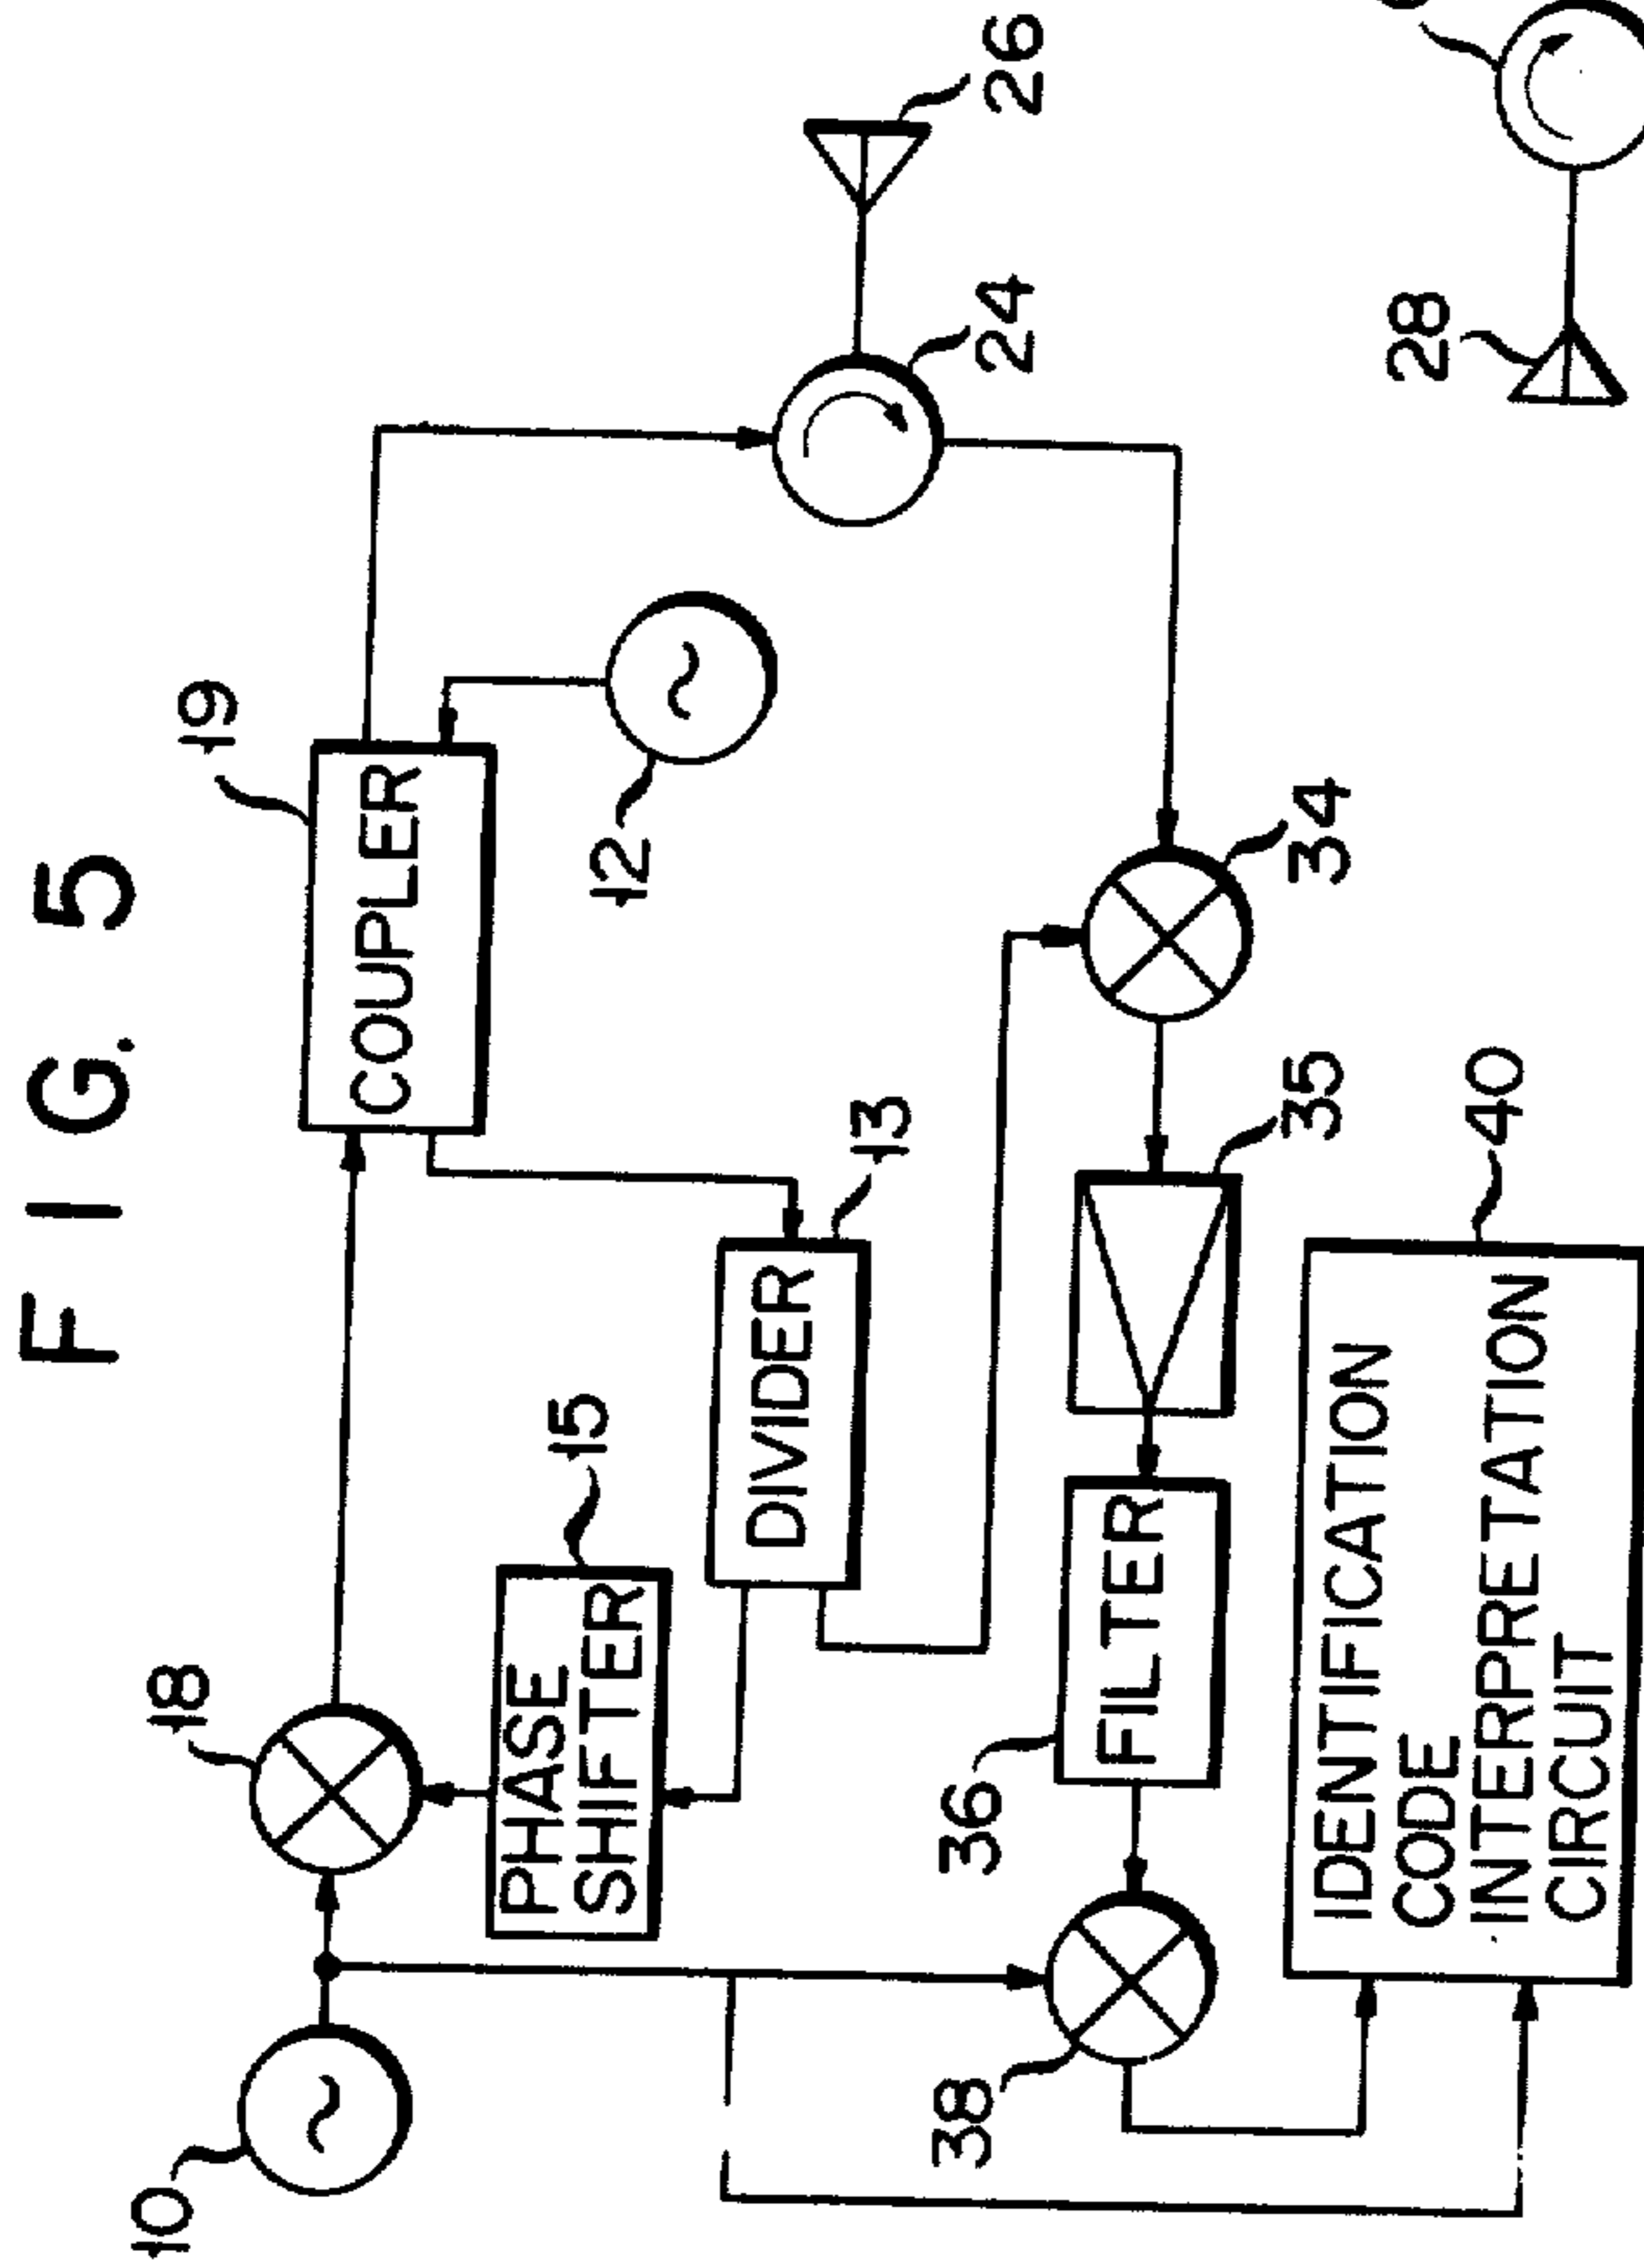 FIG. 5
10
18
19
COUPLER
15
PHASE
SHIFTER
12
13
DIVIDER
24
26
36
FILTER
35
34
38
40
IDENTIFICATION
CODE
INTERPRETATION
CIRCUIT
28